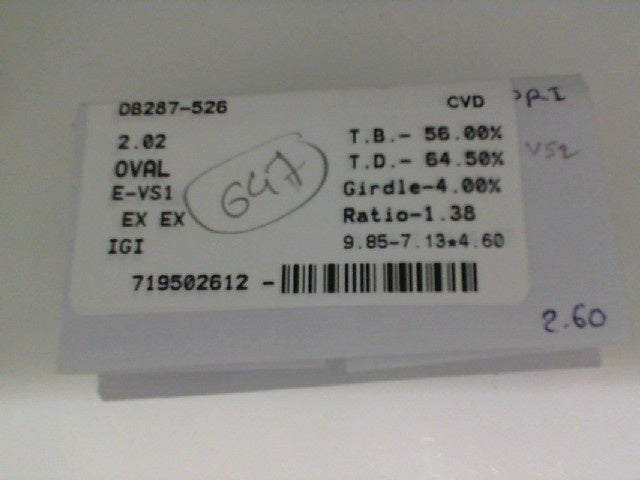 D8287-526 CVD
2.02 T.B.- 56.00%
OVAL T.D.- 64.50%
E-VS1 Girdle-4.00%
EX EX Ratio-1.38
IGI 9.85-7.13*4.60
719502612 -
647
VS2
2.60